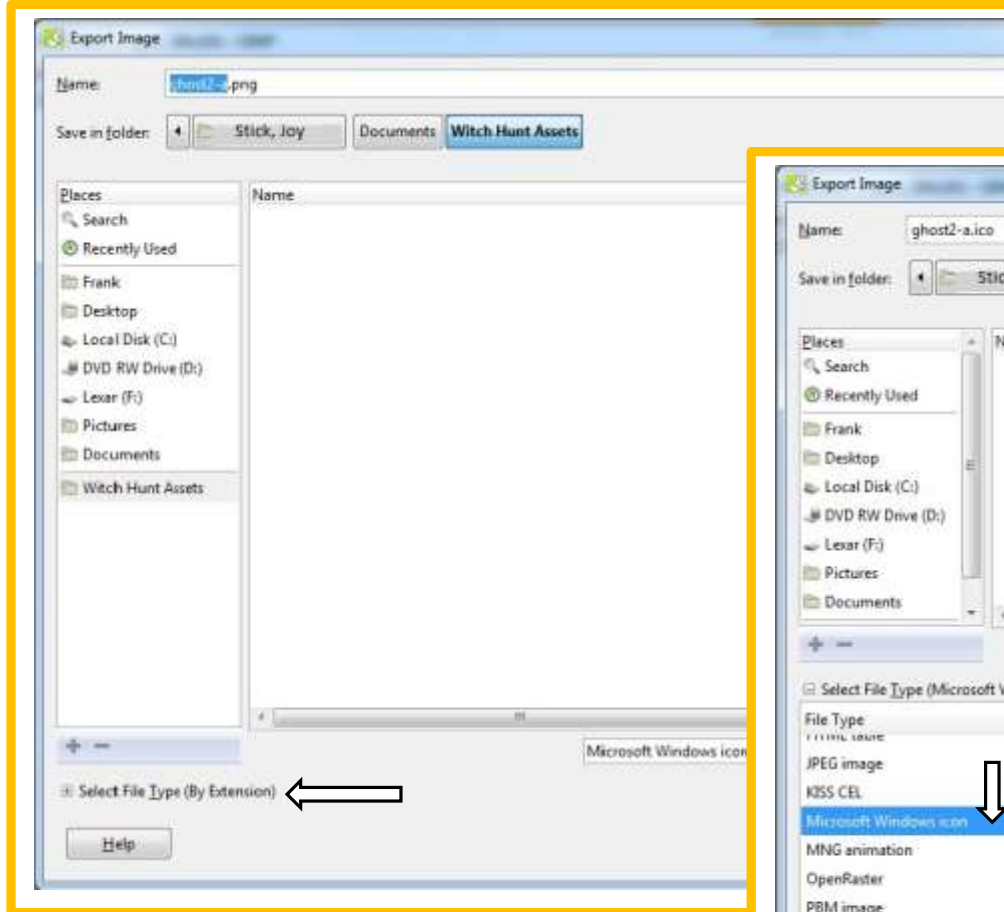 Export Image
Name: ghost2-a.png
Save in folder: Stick, Joy Documents Witch Hunt Assets
Places Name
Search
Recently Used
Frank
Desktop
Local Disk (C:)
DVD RW Drive (D:)
Lexar (F:)
Pictures
Documents
Witch Hunt Assets
Microsoft Windows icon
Select File Type (By Extension)
Help
Export Image
Name: ghost2-a.ico
Save in folder: Stic
Places N
Search
Recently Used
Frank
Desktop
Local Disk (C:)
DVD RW Drive (D:)
Lexar (F:)
Pictures
Documents
Select File Type (Microsoft W
File Type
HTML table
JPEG image
KISS CEL
Microsoft Windows icon
MNG animation
OpenRaster
PBM image